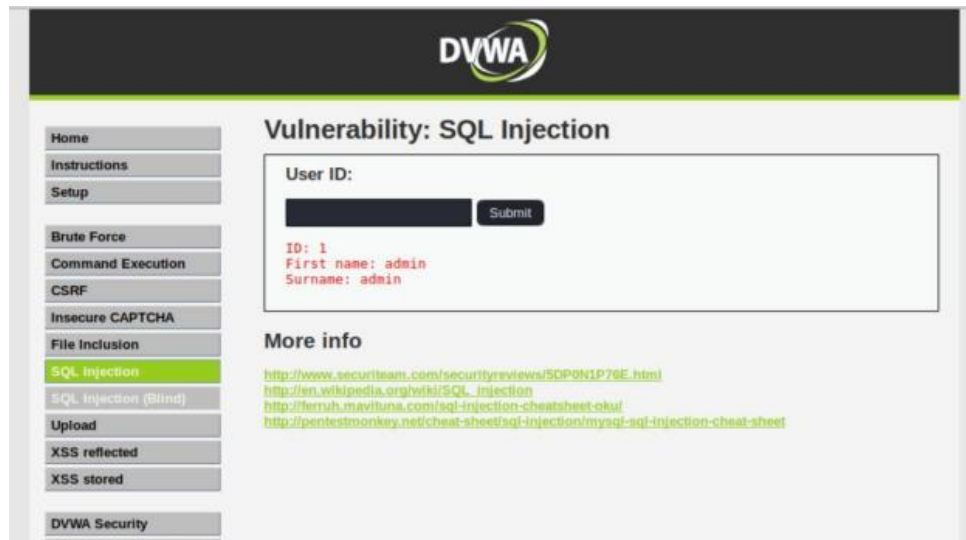 DVWA
Home
Instructions
Setup
Brute Force
Command Execution
CSRF
Insecure CAPTCHA
File Inclusion
SQL Injection
SQL Injection (Blind)
Upload
XSS reflected
XSS stored
DVWA Security
Vulnerability: SQL Injection
User ID:
Submit
ID: 1
First name: admin
Surname: admin
More info
http://www.securiteam.com/securityreviews/5DP0N1P76E.html
http://en.wikipedia.org/wiki/SQL_injection
http://ferruh.mavituna.com/sql-injection-cheatsheet-oku/
http://pentestmonkey.net/cheat-sheet/sql-injection/mysql-sql-injection-cheat-sheet